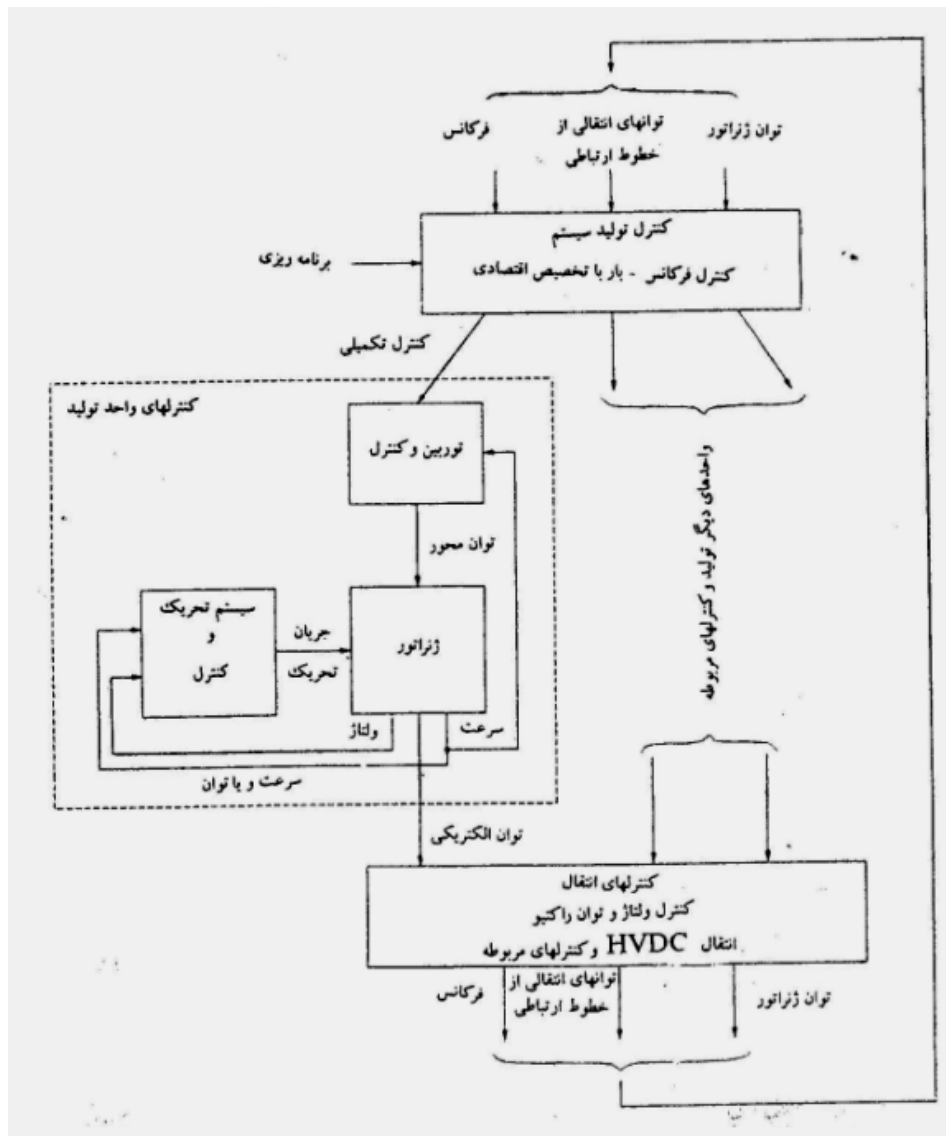 فرکانس
توانهای انتقالی از
خطوط ارتباطی
توان ژنراتور
کنترل تولید سیستم
کنترل فرکانس - بار با تخصیص اقتصادی
برنامه ریزی
کنترل تکمیلی
کنترلهای واحد تولید
توربین و کنترل
واحدهای دیگر تولید و کنترلهای مربوطه
توان محور
سیستم تحریک
و
کنترل
جریان
تحریک
ژنراتور
ولتاژ
سرعت
سرعت و یا توان
توان الکتریکی
کنترلهای انتقال
کنترل ولتاژ و توان راکتیو
انتقال HVDC و کنترلهای مربوطه
فرکانس
توانهای انتقالی از
خطوط ارتباطی
توان ژنراتور